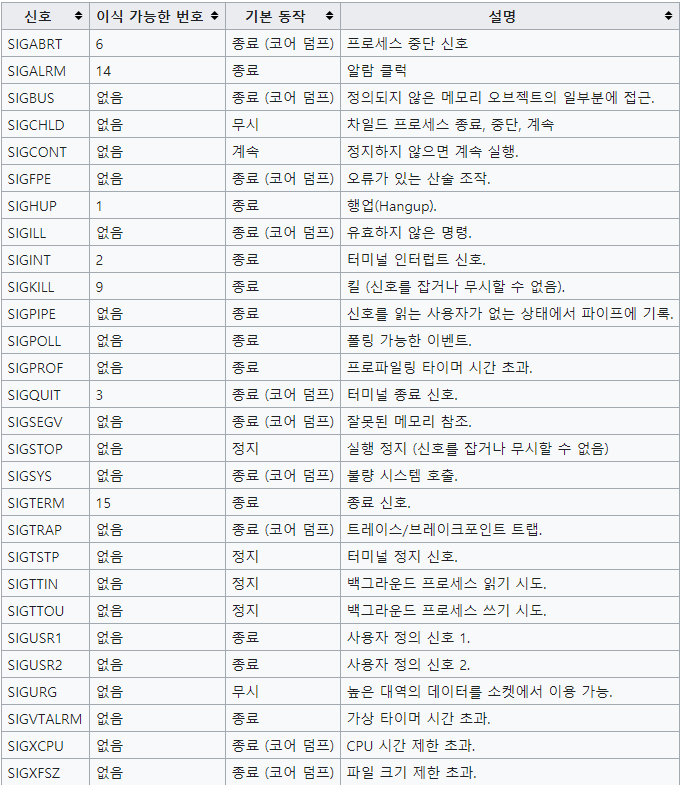 신호 이식 가능한 번호 기본 동작 설명
SIGABRT 6 종료 (코어 덤프) 프로세스 중단 신호
SIGALRM 14 종료 알람 클럭
SIGBUS 없음 종료 (코어 덤프) 정의되지 않은 메모리 오브젝트의 일부분에 접근.
SIGCHLD 없음 무시 차일드 프로세스 종료, 중단, 계속
SIGCONT 없음 계속 정지하지 않으면 계속 실행.
SIGFPE 없음 종료 (코어 덤프) 오류가 있는 산술 조작.
SIGHUP 1 종료 행업(Hangup).
SIGILL 없음 종료 (코어 덤프) 유효하지 않은 명령.
SIGINT 2 종료 터미널 인터럽트 신호.
SIGKILL 9 종료 킬 (신호를 잡거나 무시할 수 없음).
SIGPIPE 없음 종료 신호를 읽는 사용자가 없는 상태에서 파이프에 기록.
SIGPOLL 없음 종료 폴링 가능한 이벤트.
SIGPROF 없음 종료 프로파일링 타이머 시간 초과.
SIGQUIT 3 종료 (코어 덤프) 터미널 종료 신호.
SIGSEGV 없음 종료 (코어 덤프) 잘못된 메모리 참조.
SIGSTOP 없음 정지 실행 정지 (신호를 잡거나 무시할 수 없음)
SIGSYS 없음 종료 (코어 덤프) 불량 시스템 호출.
SIGTERM 15 종료 종료 신호.
SIGTRAP 없음 종료 (코어 덤프) 트레이스/브레이크포인트 트랩.
SIGTSTP 없음 정지 터미널 정지 신호.
SIGTTIN 없음 정지 백그라운드 프로세스 읽기 시도.
SIGTTOU 없음 정지 백그라운드 프로세스 쓰기 시도.
SIGUSR1 없음 종료 사용자 정의 신호 1.
SIGUSR2 없음 종료 사용자 정의 신호 2.
SIGURG 없음 무시 높은 대역의 데이터를 소켓에서 이용 가능.
SIGVTALRM 없음 종료 가상 타이머 시간 초과.
SIGXCPU 없음 종료 (코어 덤프) CPU 시간 제한 초과.
SIGXFSZ 없음 종료 (코어 덤프) 파일 크기 제한 초과.